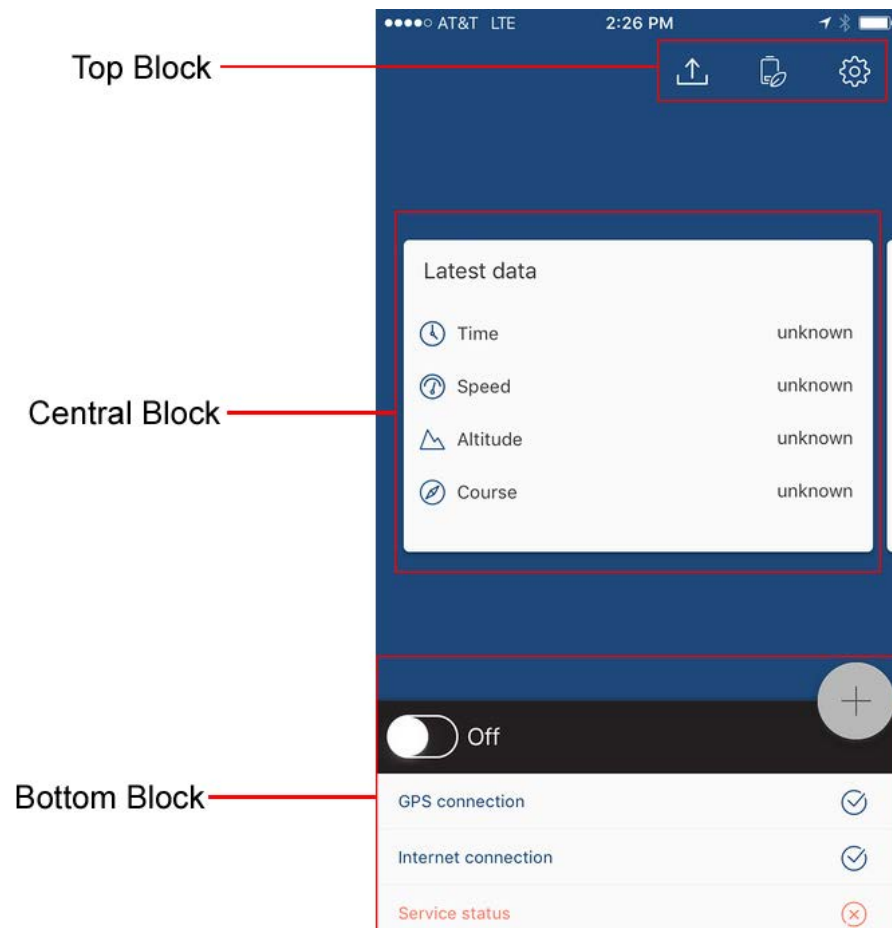 AT&T LTE 2:26 PM
Top Block
Latest data
Time unknown
Speed unknown
Central Block
Altitude unknown
Course unknown
Off
Bottom Block
GPS connection
Internet connection
Service status